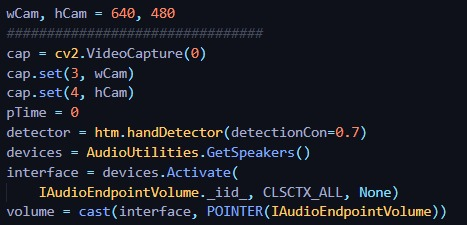 wCam, hCam = 640, 480
################################
cap = cv2.VideoCapture(0)
cap.set(3, wCam)
cap.set(4, hCam)
pTime = 0
detector = htm.handDetector(detectionCon=0.7)
devices = AudioUtilities.GetSpeakers()
interface = devices.Activate(
    IAudioEndpointVolume._iid_, CLSCTX_ALL, None)
volume = cast(interface, POINTER(IAudioEndpointVolume))